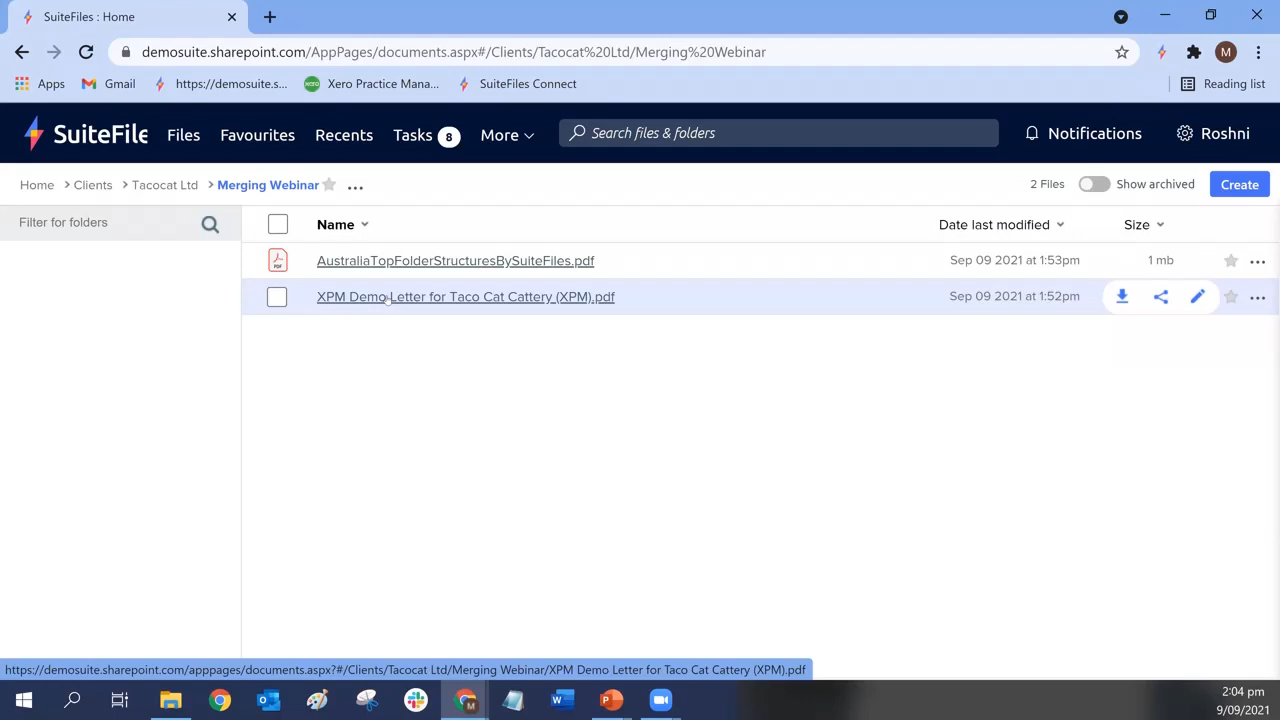 SuiteFiles : Home
demosuite.sharepoint.com/AppPages/documents.aspx#/Clients/Tacocat%20Ltd/Merging%20Webinar
M
Apps
Gmail
https://demosuite.s...
xero
Xero Practice Mana...
SuiteFiles Connect
Reading list
SuiteFile
Files
Favourites
Recents
Tasks 8
More
Search files & folders
Notifications
Roshni
Home > Clients > Tacocat Ltd > Merging Webinar ...
2 Files
Show archived
Create
Filter for folders
Name
Date last modified
Size
PDF
AustraliaTopFolderStructuresBySuiteFiles.pdf
Sep 09 2021 at 1:53pm
1 mb
XPM Demo Letter for Taco Cat Cattery (XPM).pdf
Sep 09 2021 at 1:52pm
https://demosuite.sharepoint.com/apppages/documents.aspx?#/Clients/Tacocat Ltd/Merging Webinar/XPM Demo Letter for Taco Cat Cattery (XPM).pdf
2:04 pm
9/09/2021